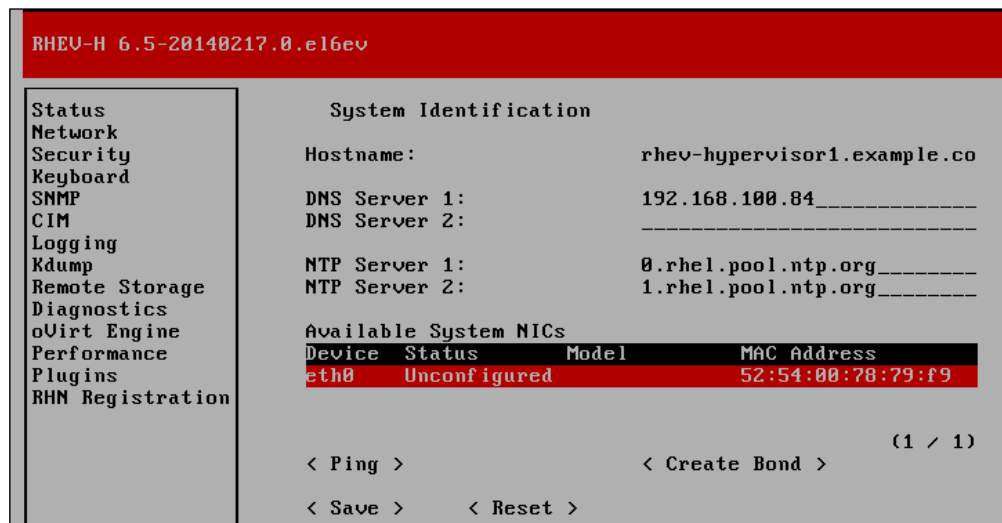 RHEV-H 6.5-20140217.0.el6ev
Status
Network
Security
Keyboard
SNMP
CIM
Logging
Kdump
Remote Storage
Diagnostics
oVirt Engine
Performance
Plugins
RHN Registration
System Identification
Hostname: rhev-hypervisor1.example.co
DNS Server 1: 192.168.100.84_____________
DNS Server 2: ___________________________
NTP Server 1: 0.rhel.pool.ntp.org________
NTP Server 2: 1.rhel.pool.ntp.org________
Available System NICs
Device Status Model MAC Address
eth0 Unconfigured 52:54:00:78:79:f9
(1 / 1)
< Ping > < Create Bond >
< Save > < Reset >